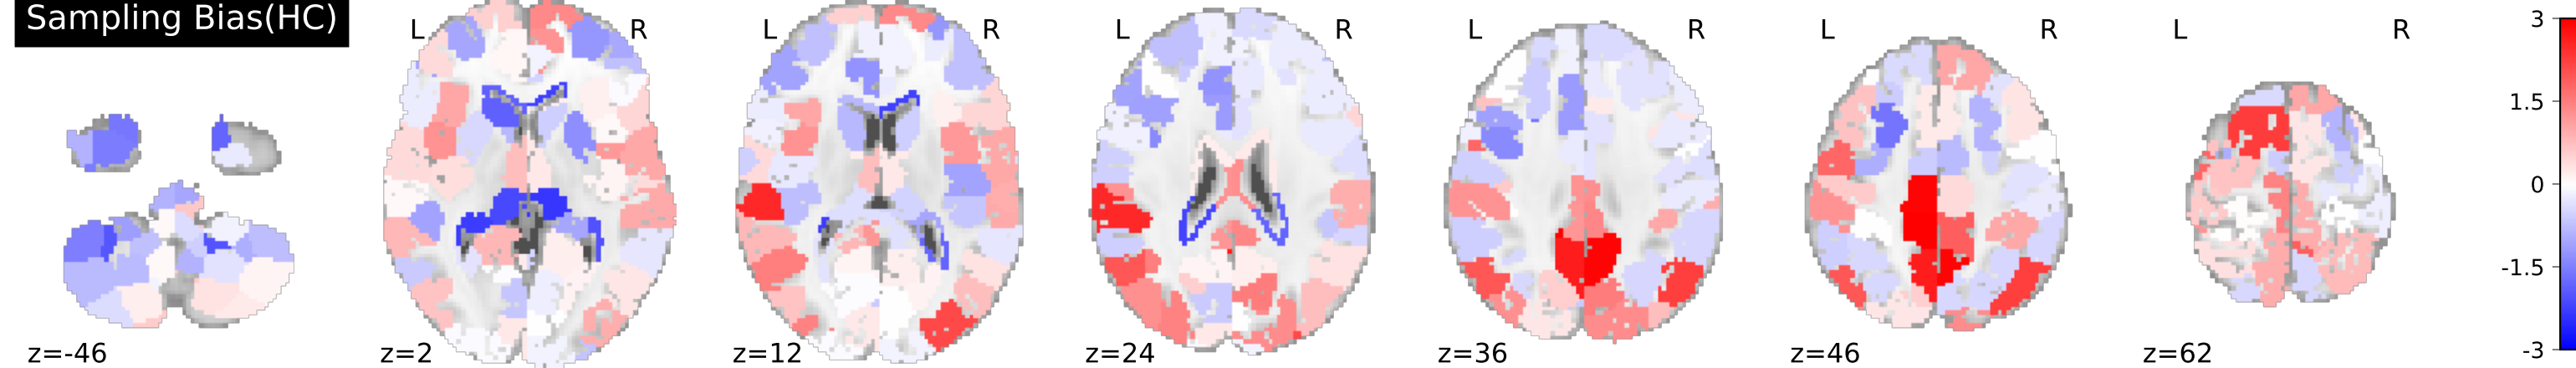 Sampling Bias(HC)
L R L R L R L R L R L R
z=-46 z=2 z=12 z=24 z=36 z=46 z=62
3
1.5
0
-1.5
-3